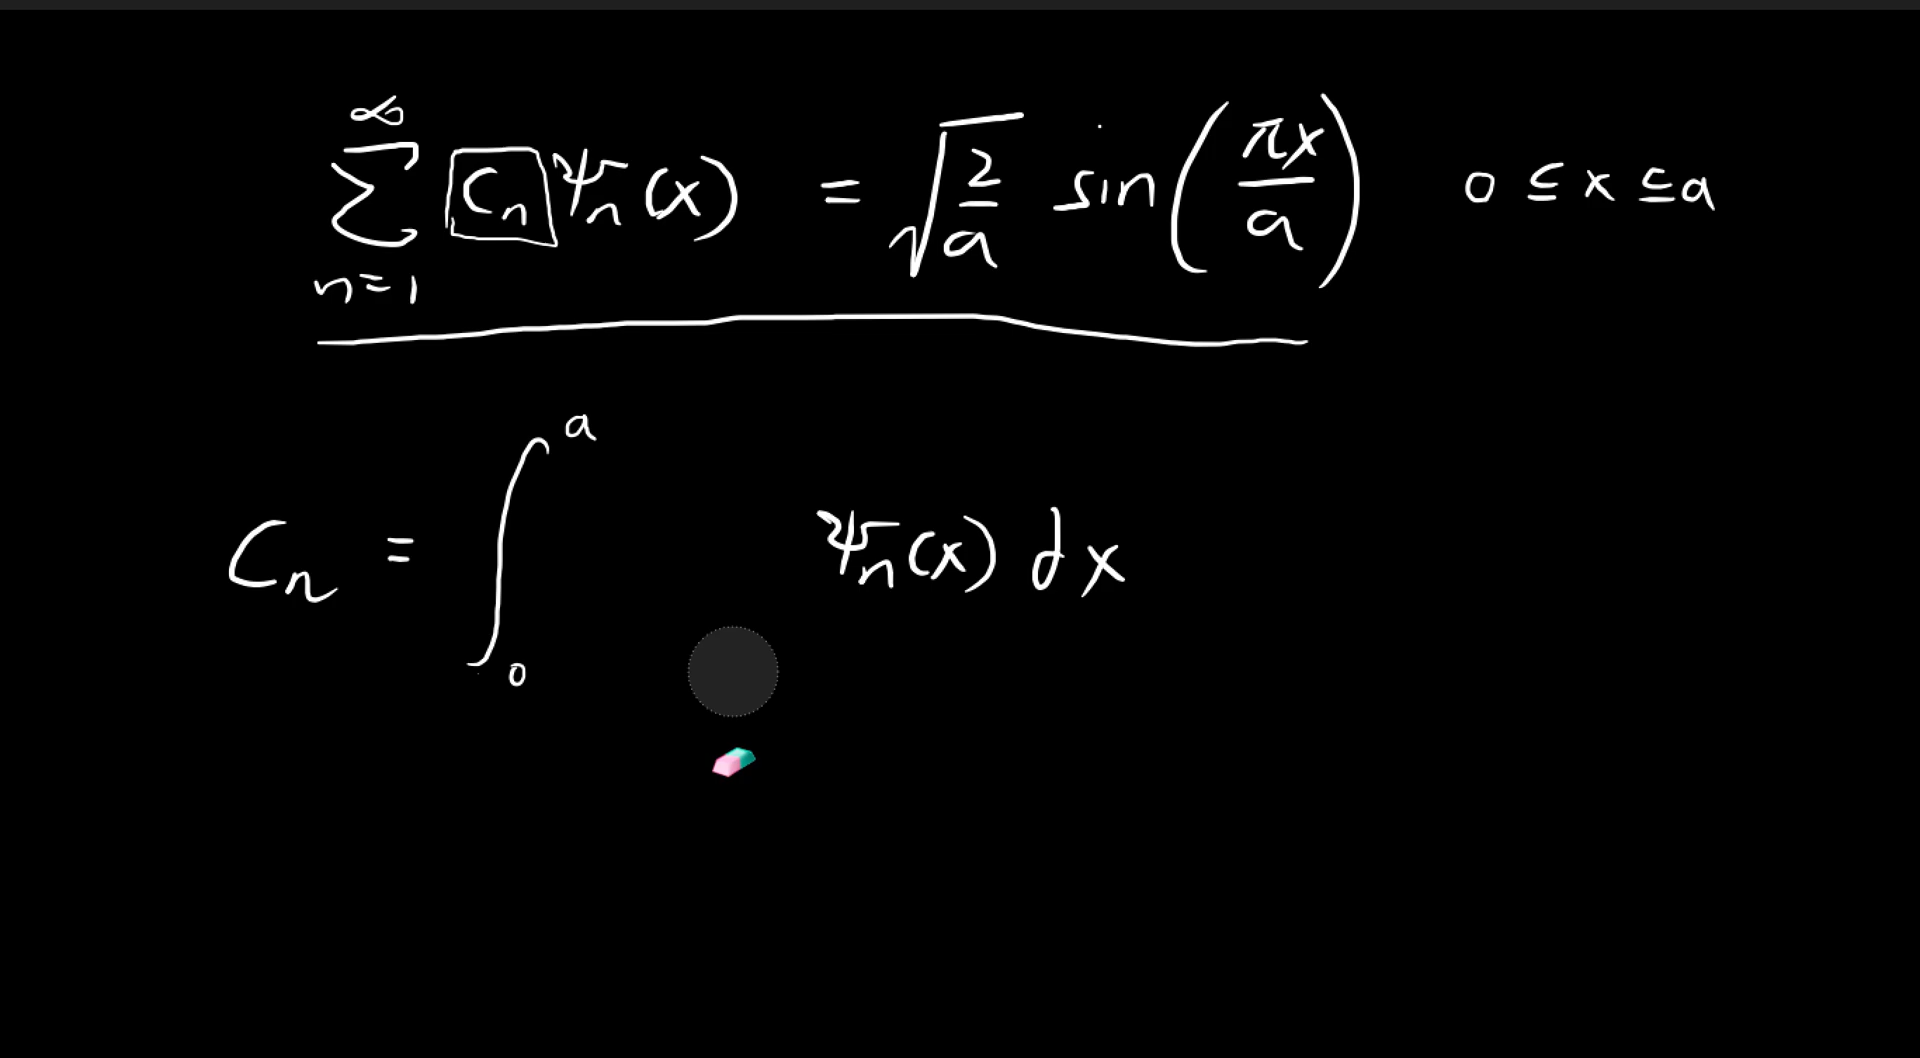 ∞∑n=1 Cn ψn(x) = √(2/a) sin(πx/a) 0 ≤ x ≤ a
Cn = ∫0^a ψn(x) dx